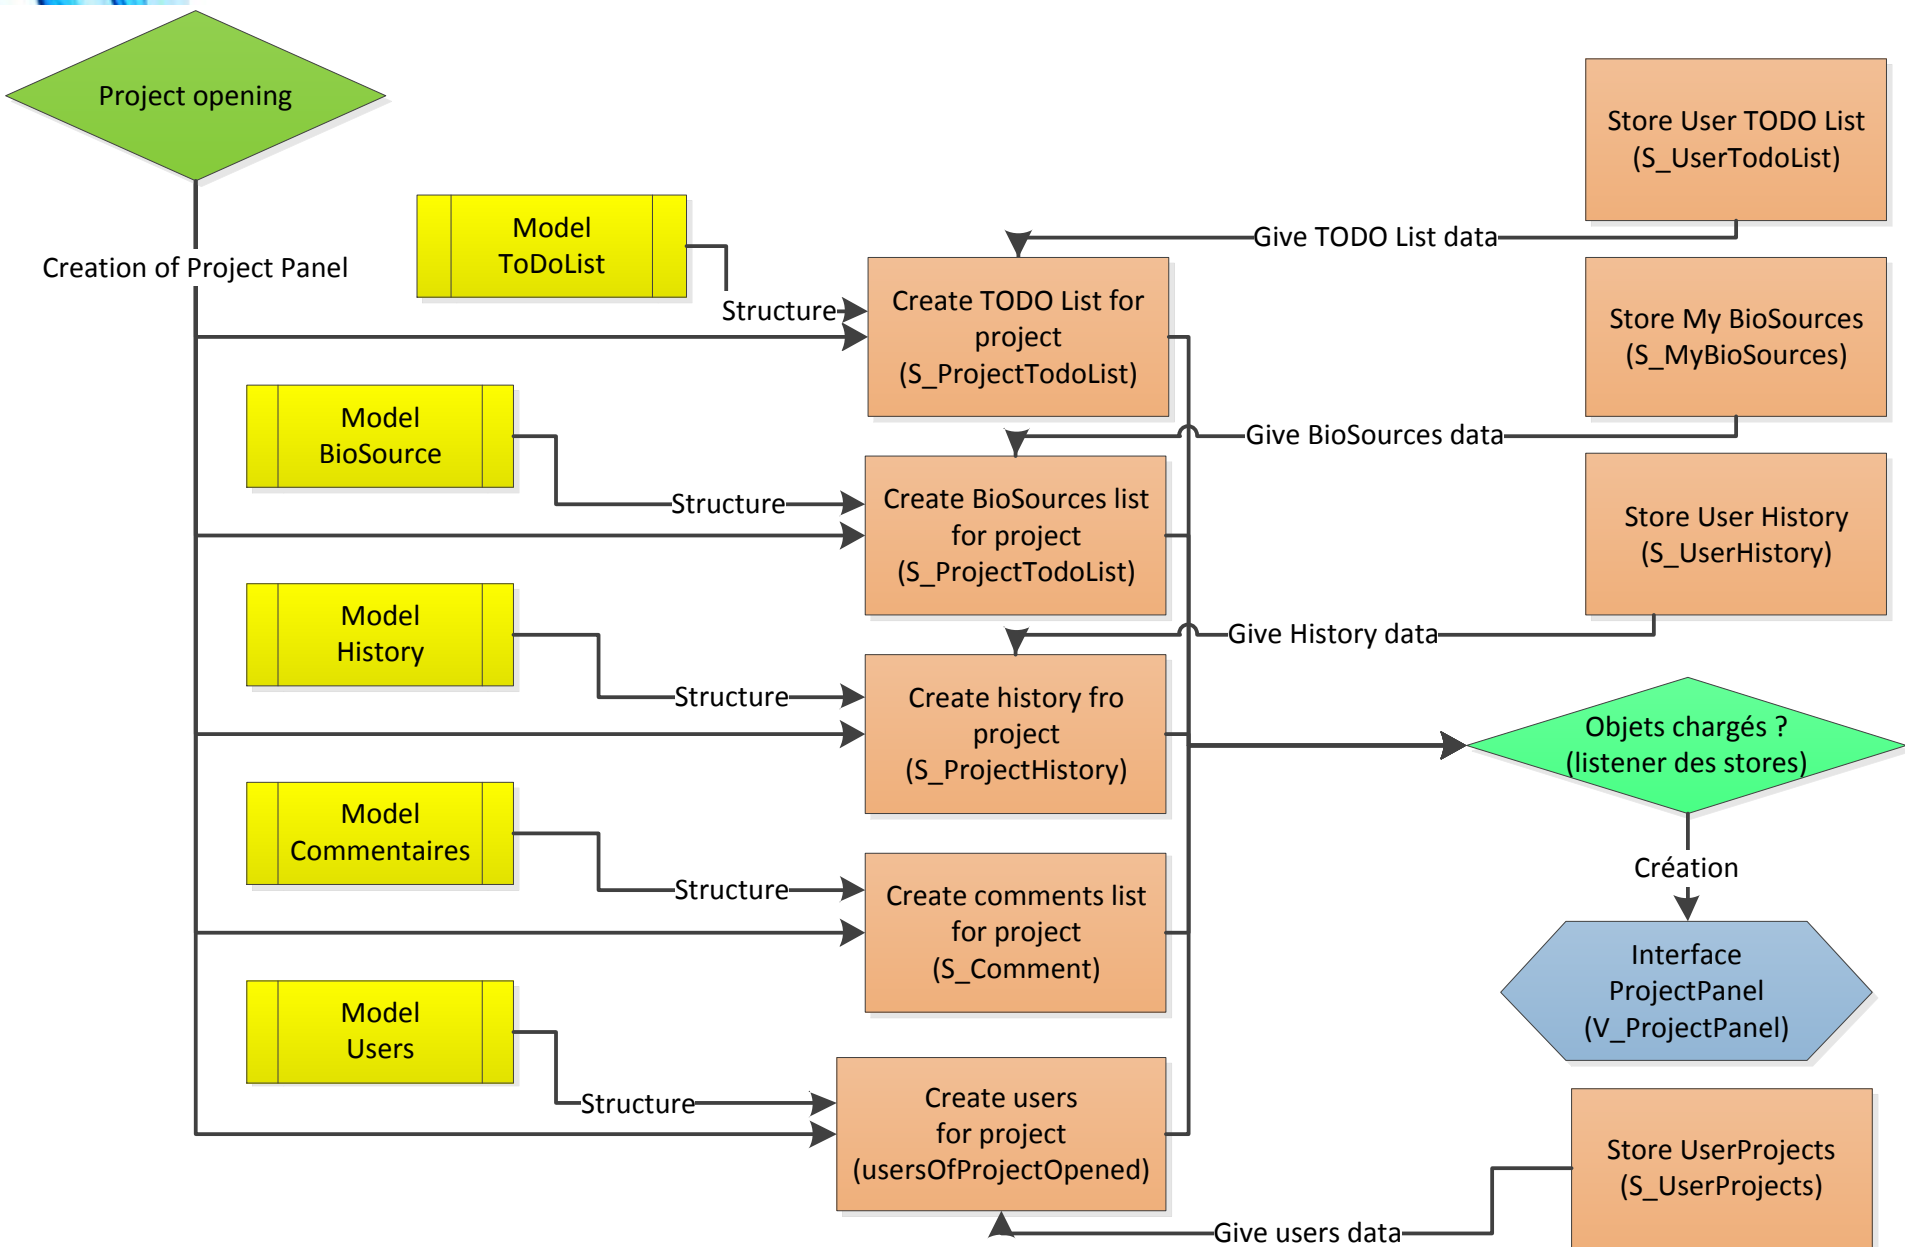 Project opening
Store User TODO List
(S_UserTodoList)
Model
ToDoList
Give TODO List data
Creation of Project Panel
Structure
Create TODO List for
project
(S_ProjectTodoList)
Store My BioSources
(S_MyBioSources)
Model
BioSource
Give BioSources data
Structure
Create BioSources list
for project
(S_ProjectTodoList)
Store User History
(S_UserHistory)
Model
History
Give History data
Structure
Create history fro
project
(S_ProjectHistory)
Objets chargés ?
(listener des stores)
Model
Commentaires
Structure
Create comments list
for project
(S_Comment)
Création
Interface
ProjectPanel
(V_ProjectPanel)
Model
Users
Structure
Create users
for project
(usersOfProjectOpened)
Store UserProjects
(S_UserProjects)
Give users data